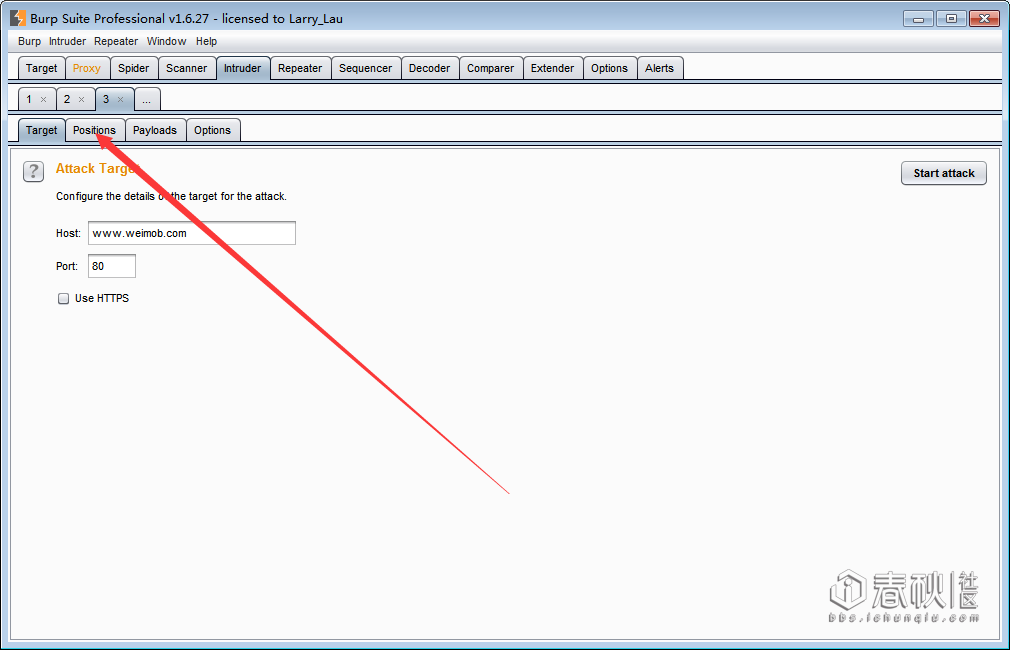 Burp Suite Professional v1.6.27 - licensed to Larry_Lau
Burp Intruder Repeater Window Help
Target Proxy Spider Scanner Intruder Repeater Sequencer Decoder Comparer Extender Options Alerts
1 × 2 × 3 × ...
Target Positions Payloads Options
? Attack Target Start attack
Configure the details of the target for the attack.
Host: www.weimob.com
Port: 80
Use HTTPS
春秋社区
bbs.ichunqiu.com